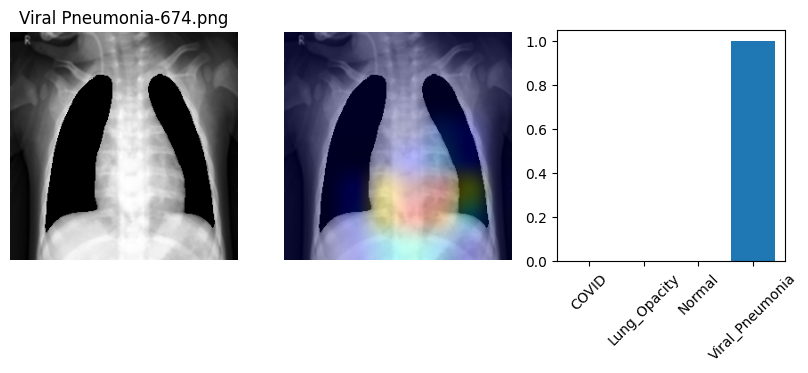 Viral Pneumonia-674.png
R
R
1.0
0.8
0.6
0.4
0.2
0.0
COVID
Lung_Opacity
Normal
Viral_Pneumonia